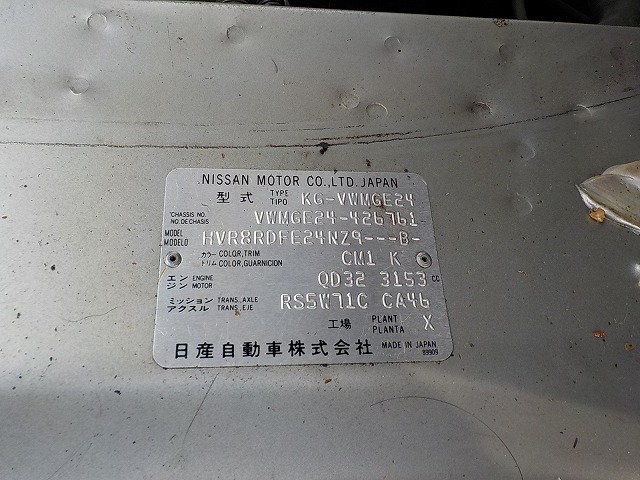 NISSAN MOTOR CO.,LTD. JAPAN
型式 TYPE TIPO KG-VWMGE24
CHASSIS NO. NO.DECHASIS VWMGE24-426761
MODEL MODELO HVR8RDFE24NZ9---B-
カラー COLOR,TRIM トリム COLOR,GUARNICION CM1 K
エンジン ENGINE MOTOR QD32 3153 cc
ミッション アクスル TRANS.,AXLE TRANS.,EJE RS5W71C CA46
工場 PLANT PLANTA X
日産自動車株式会社 MADE IN JAPAN
89909